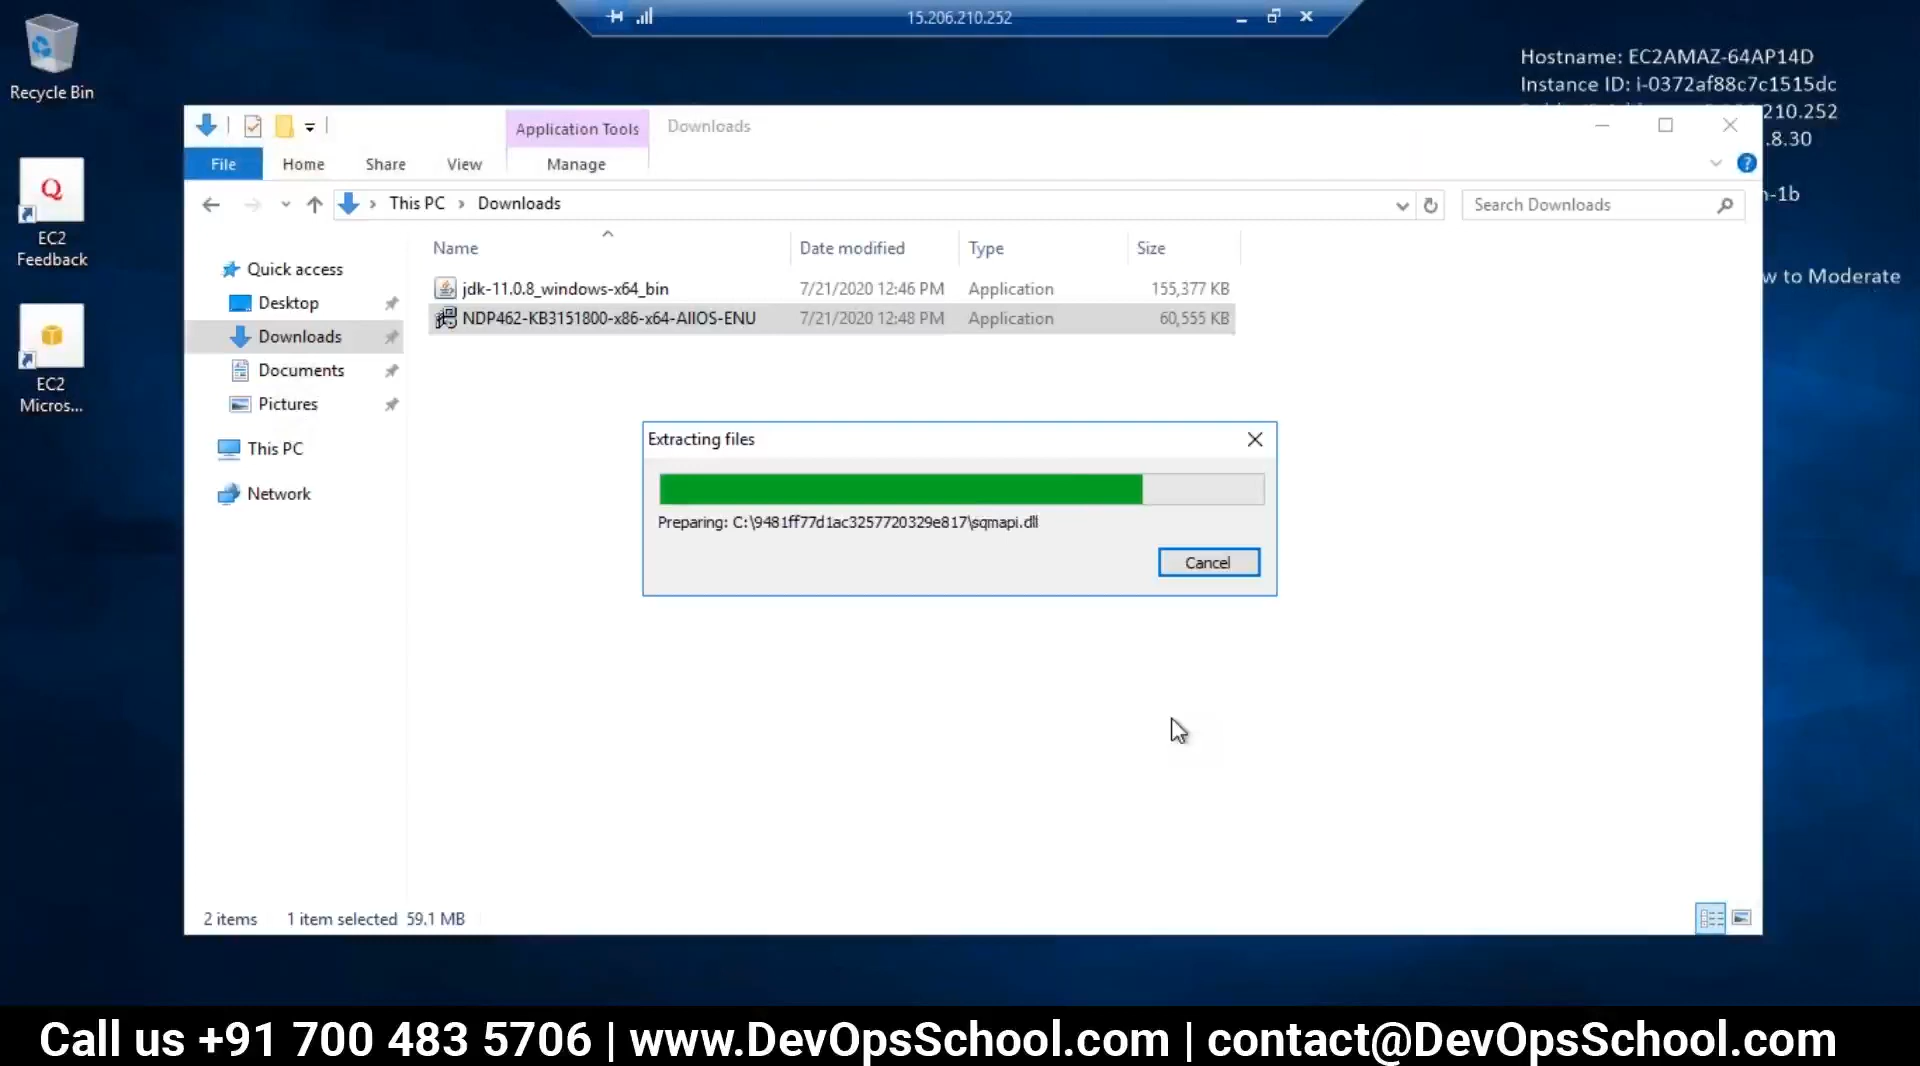 15.206.210.252
Recycle Bin
Hostname: EC2AMAZ-64AP14D
Instance ID: i-0372af88c7c1515dc
210.252
.8.30
n-1b
w to Moderate
EC2
Feedback
EC2
Micros...
Application Tools
Downloads
File
Home
Share
View
Manage
This PC
Downloads
Search Downloads
Name
Date modified
Type
Size
Quick access
Desktop
Downloads
Documents
Pictures
This PC
Network
jdk-11.0.8_windows-x64_bin 7/21/2020 12:46 PM Application 155,377 KB
NDP462-KB3151800-x86-x64-AllOS-ENU 7/21/2020 12:48 PM Application 60,555 KB
Extracting files
Preparing: C:\9481ff77d1ac3257720329e817\sqmapi.dll
Cancel
2 items 1 item selected 59.1 MB
Call us +91 700 483 5706 | www.DevOpsSchool.com | contact@DevOpsSchool.com